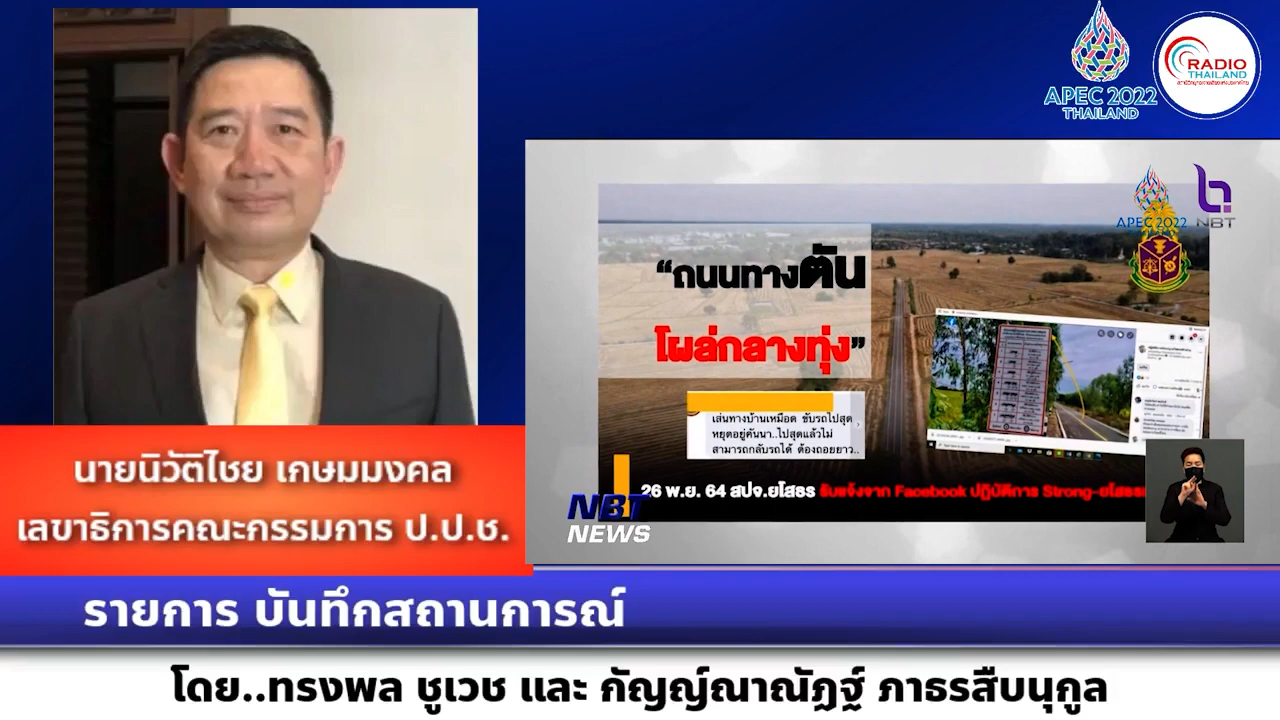 APEC 2022
THAILAND
RADIO
THAILAND
APEC 2022
NBT
“ถนนทางตัน
โผล่กลางทุ่ง”
เส้นทางบ้านเหมือด ขับรถไปสุด
หยุดอยู่คันนา..ไปสุดแล้วไม่
สามารถกลับรถได้ ต้องถอยยาว..
26 พ.ย. 64 สปจ.ยโสธร รับแจ้งจาก Facebook ปฏิบัติการ Strong-ยโสธร
NBT
NEWS
นายนิวัติไชย เกษมมงคล
เลขาธิการคณะกรรมการ ป.ป.ช.
รายการ บันทึกสถานการณ์
โดย..ทรงพล ชูเวช และ กัญญ์ณาณัฏฐ์ ภาธรสืบนุกูล